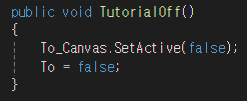 public void TutorialOff()
{
To_Canvas.SetActive(false);
To = false;
}